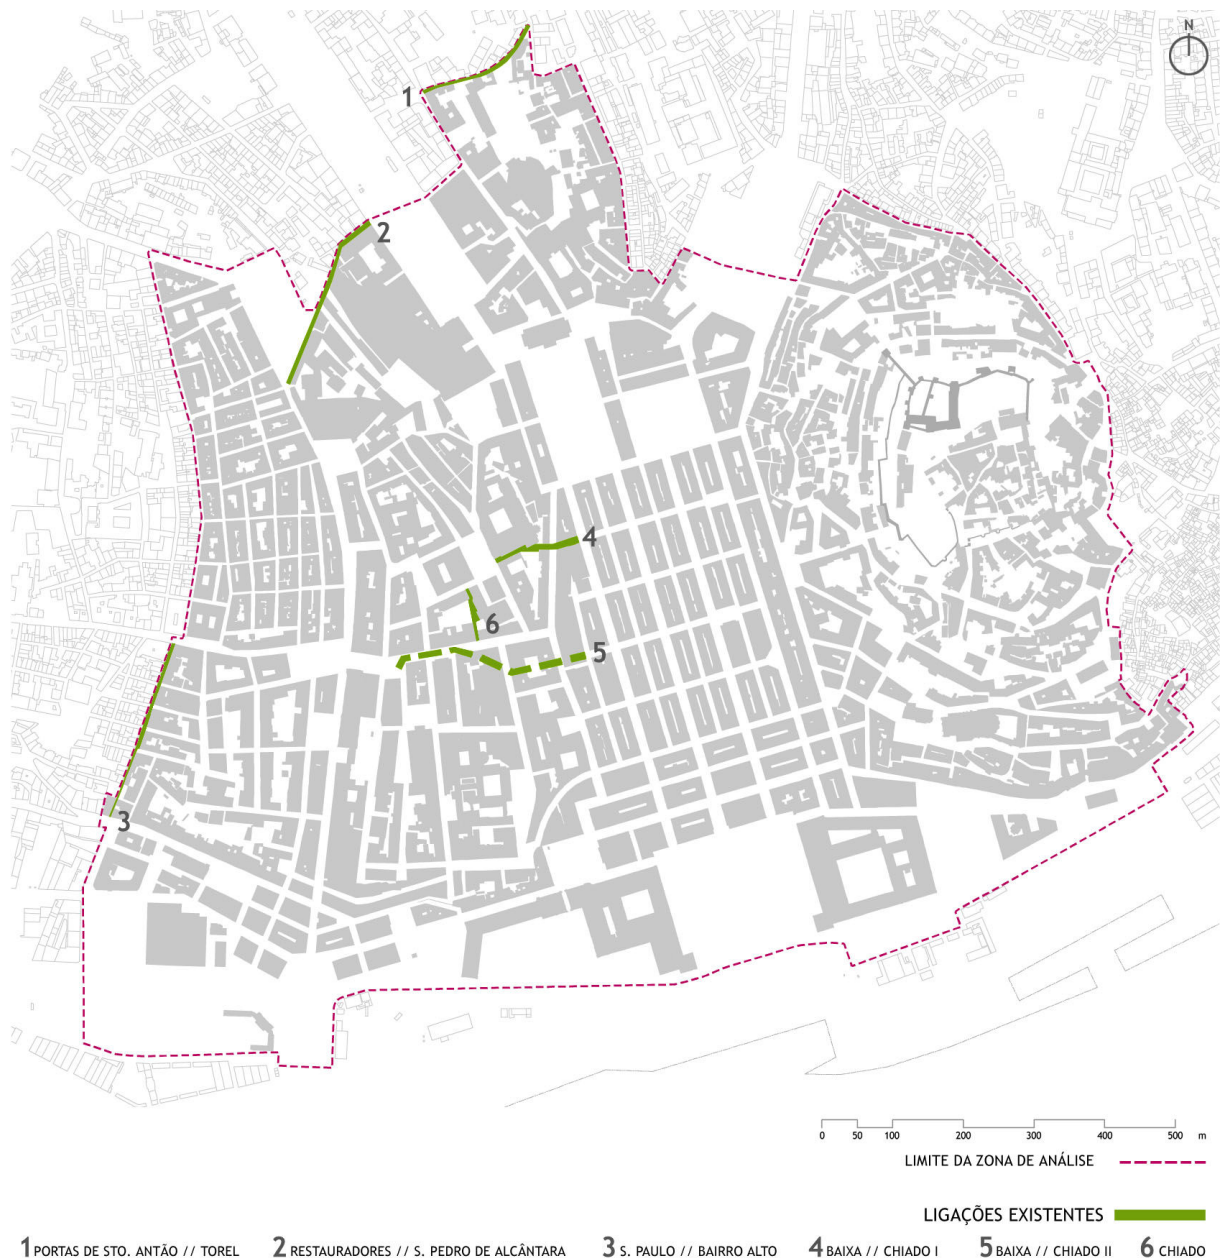 N
1
2
3
4
5
6
0 50 100 200 300 400 500 m
LIMITE DA ZONA DE ANÁLISE
LIGAÇÕES EXISTENTES
1 PORTAS DE STO. ANTÃO // TOREL 2 RESTAURADORES // S. PEDRO DE ALCÂNTARA 3 S. PAULO // BAIRRO ALTO 4 BAIXA // CHIADO I 5 BAIXA // CHIADO II 6 CHIADO